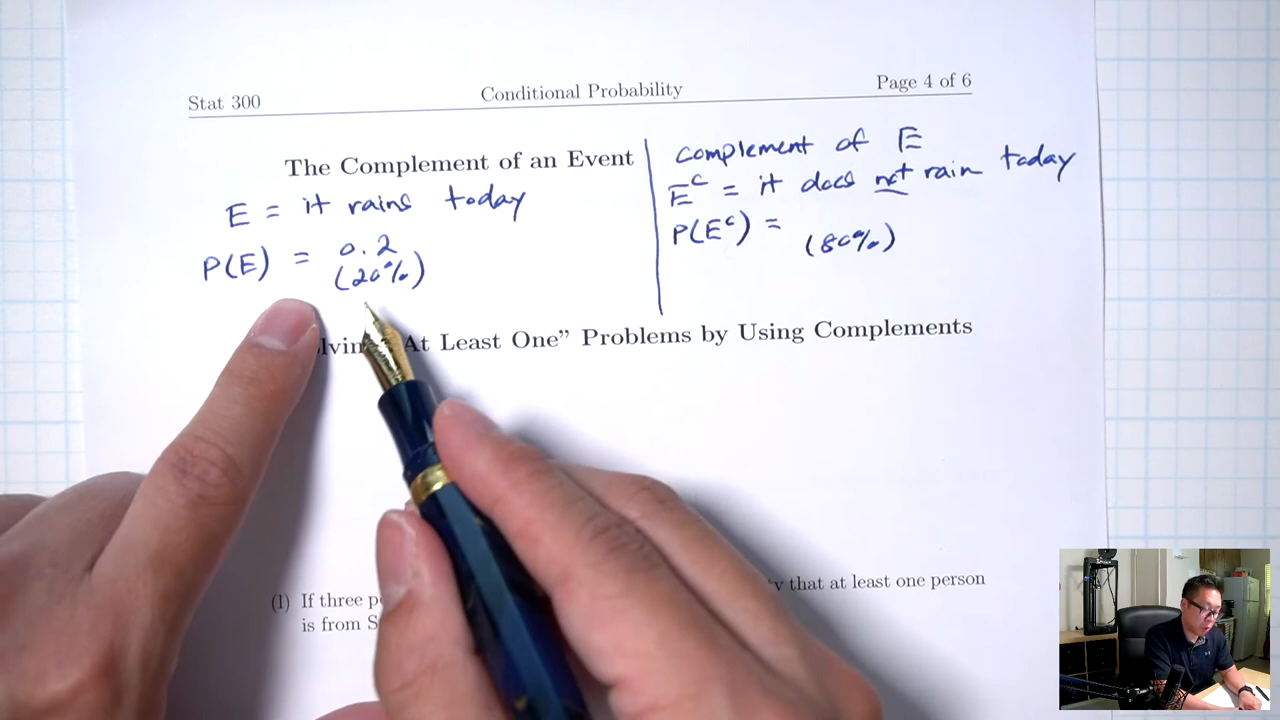 Stat 300 Conditional Probability Page 4 of 6
The Complement of an Event
E = it rains today
P(E) = 0.2
(20%)
complement of E
Eᶜ = it does not rain today
P(Eᶜ) =
(80%)
At Least One” Problems by Using Complements
(1) If three that at least one person
is from